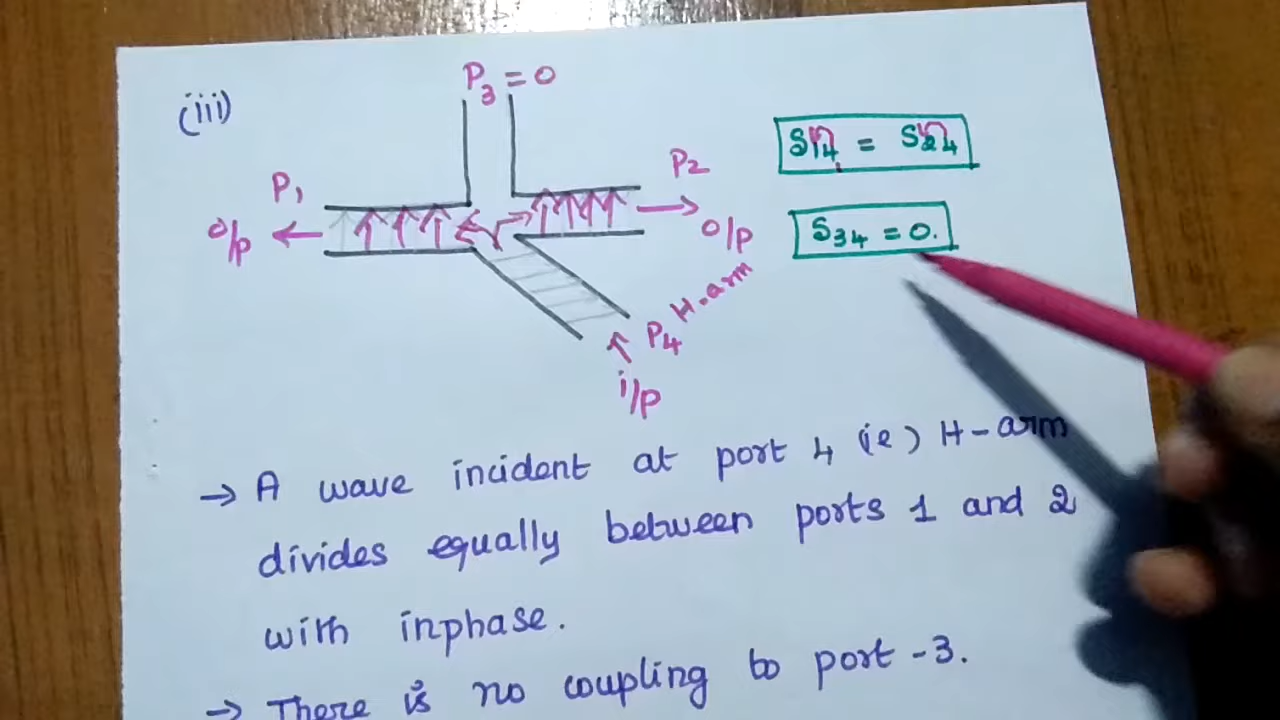 (iii)
P3 = 0
P1
P2
S14 = S24
S34 = 0.
o/p
o/p
H-arm
P4
i/p
→ A wave incident at port 4 (ie) H-arm
divides equally between ports 1 and 2
with inphase.
→ There is no coupling to port -3.